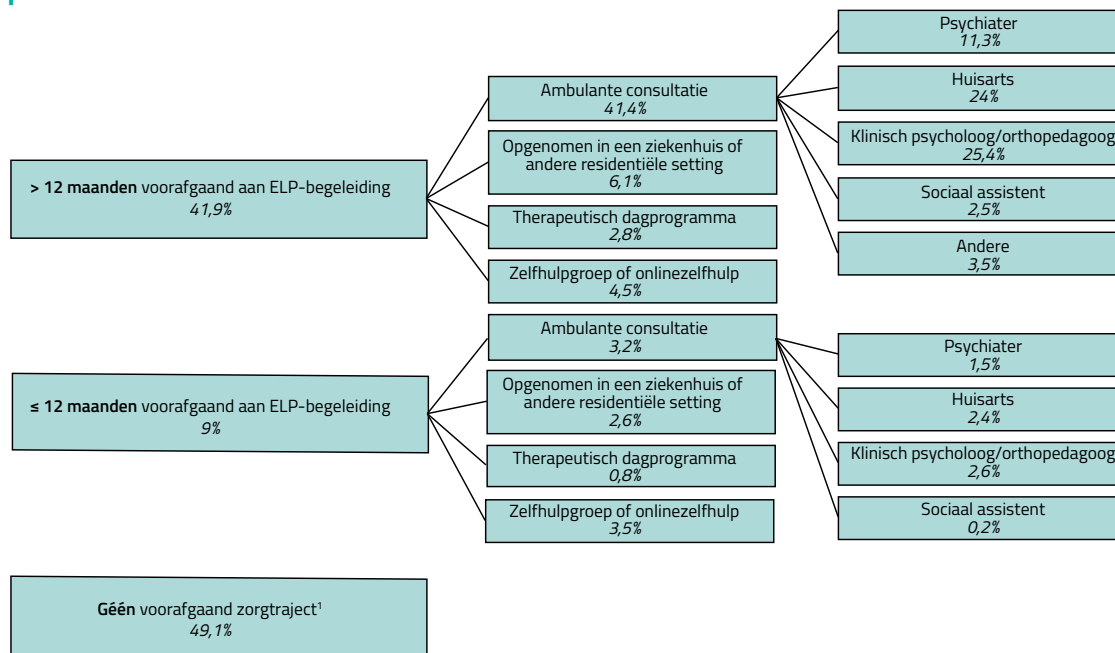 > 12 maanden voorafgaand aan ELP-begeleiding
41,9%
Ambulante consultatie
41,4%
Opgenomen in een ziekenhuis of
andere residentiële setting
6,1%
Therapeutisch dagprogramma
2,8%
Zelfhulpgroep of onlinezelfhulp
4,5%
Psychiater
11,3%
Huisarts
24%
Klinisch psycholoog/orthopedagoog
25,4%
Sociaal assistent
2,5%
Andere
3,5%
≤ 12 maanden voorafgaand aan ELP-begeleiding
9%
Ambulante consultatie
3,2%
Opgenomen in een ziekenhuis of
andere residentiële setting
2,6%
Therapeutisch dagprogramma
0,8%
Zelfhulpgroep of onlinezelfhulp
3,5%
Psychiater
1,5%
Huisarts
2,4%
Klinisch psycholoog/orthopedagoog
2,6%
Sociaal assistent
0,2%
Géén voorafgaand zorgtraject¹
49,1%